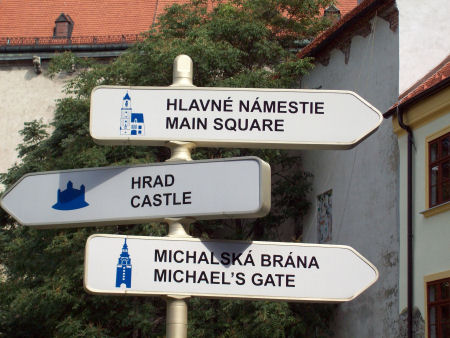 HLAVNÉ NÁMESTIE
MAIN SQUARE
HRAD
CASTLE
MICHALSKÁ BRÁNA
MICHAEL'S GATE